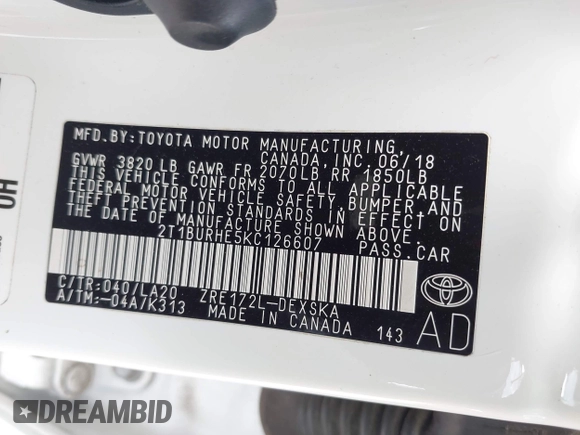 MFD.BY:TOYOTA MOTOR MANUFACTURING,
CANADA, INC. 06/18
GVWR 3820 LB GAWR FR 2070LB RR 1850LB
THIS VEHICLE CONFORMS TO ALL APPLICABLE
FEDERAL MOTOR VEHICLE SAFETY, BUMPER, AND
THEFT PREVENTION STANDARDS IN EFFECT ON
THE DATE OF MANUFACTURE SHOWN ABOVE.
2T1BURHE5KC126607 PASS.CAR
C/TR:040/LA20 ZRE172L-DEXSKA
A/TM:-04A/K313 MADE IN CANADA 143 AD
HO
DREAMBID